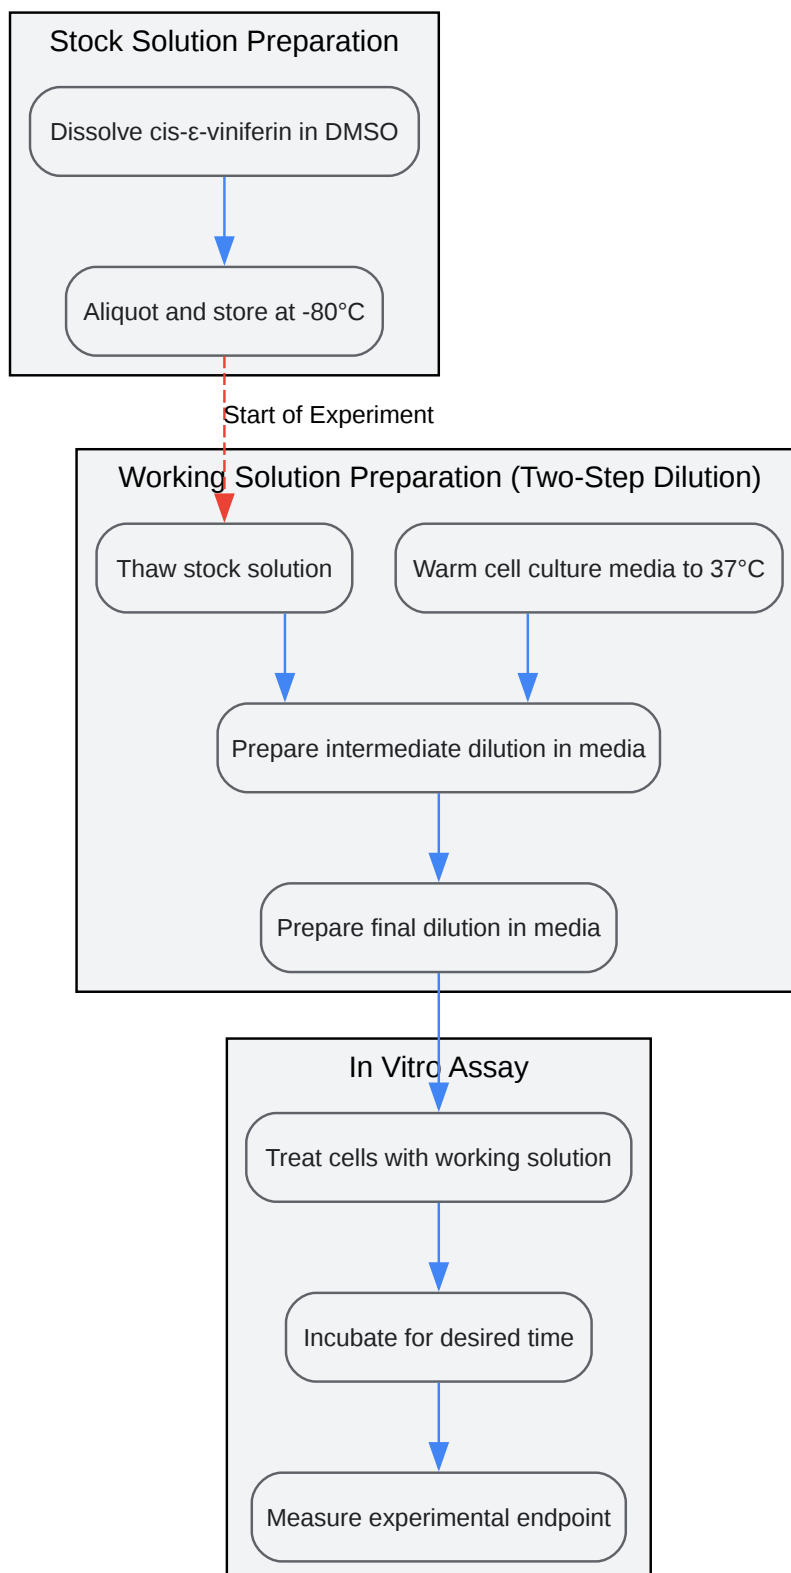 Stock Solution Preparation
Dissolve cis-ε-viniferin in DMSO
Aliquot and store at -80°C
Start of Experiment
Working Solution Preparation (Two-Step Dilution)
Thaw stock solution
Warm cell culture media to 37°C
Prepare intermediate dilution in media
Prepare final dilution in media
In Vitro Assay
Treat cells with working solution
Incubate for desired time
Measure experimental endpoint